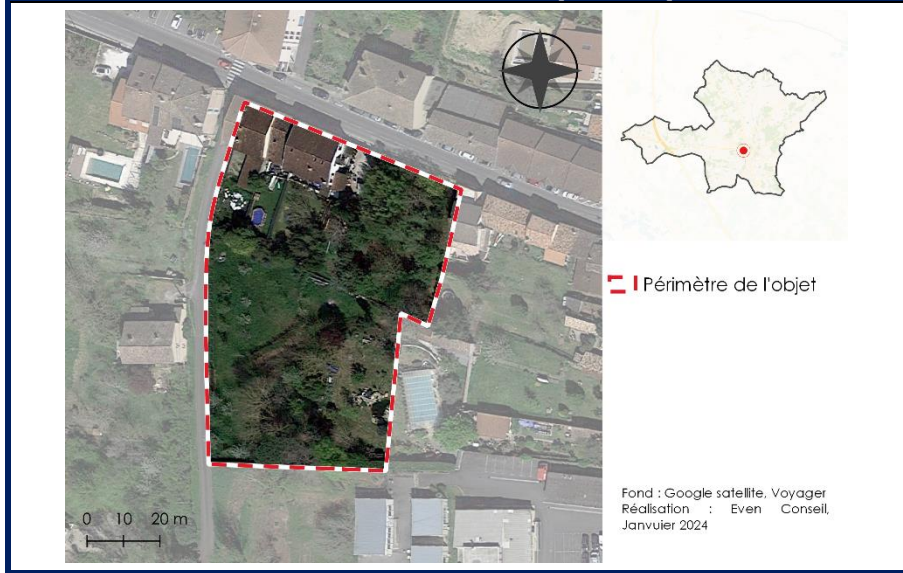 Périmètre de l'objet
Fond : Google satellite, Voyager
Réalisation : Even Conseil,
Janvuier 2024
0 10 20 m